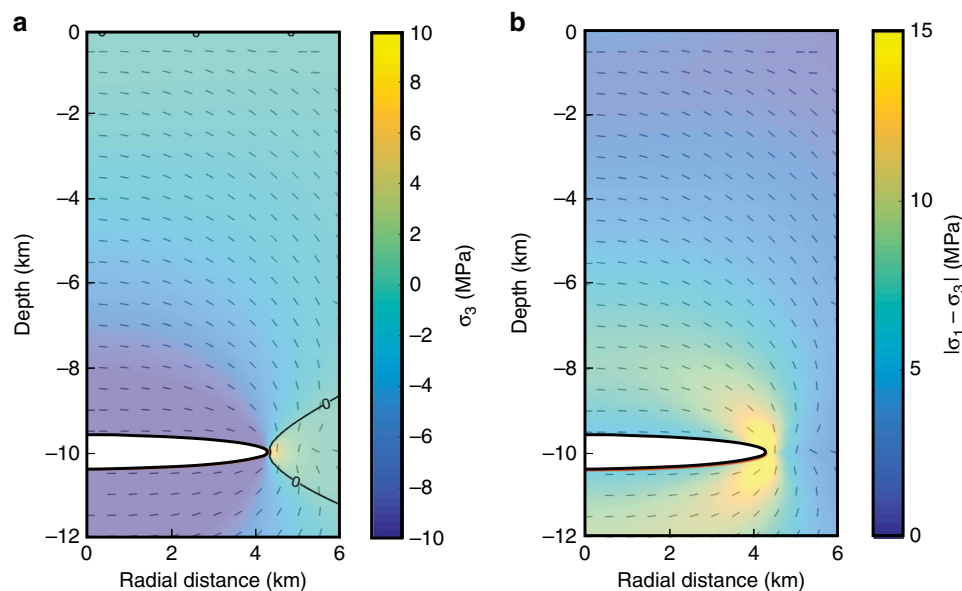 a
0
–2
–4
–6
–8
–10
–12
Depth (km)
0 0 0
0
0
0 2 4 6
Radial distance (km)
10
8
6
4
2
0
–2
–4
–6
–8
–10
σ3 (MPa)
b
0
–2
–4
–6
–8
–10
–12
Depth (km)
0 2 4 6
Radial distance (km)
15
10
5
0
|σ1 – σ3| (MPa)